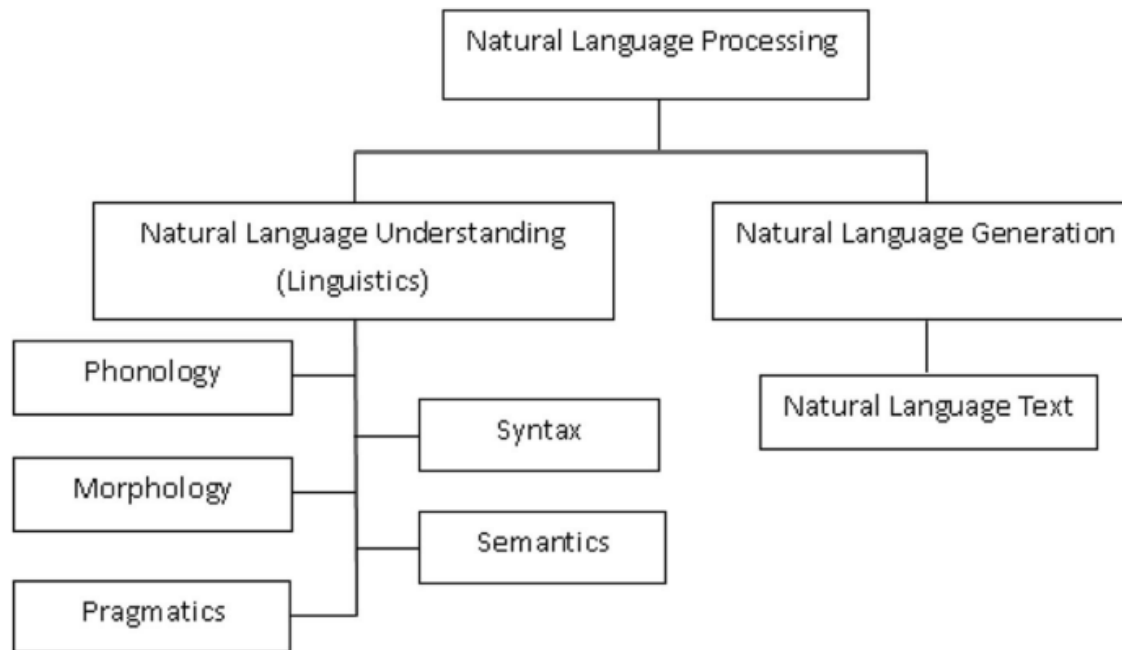 Natural Language Processing
Natural Language Understanding
(Linguistics)
Natural Language Generation
Phonology
Natural Language Text
Syntax
Morphology
Semantics
Pragmatics